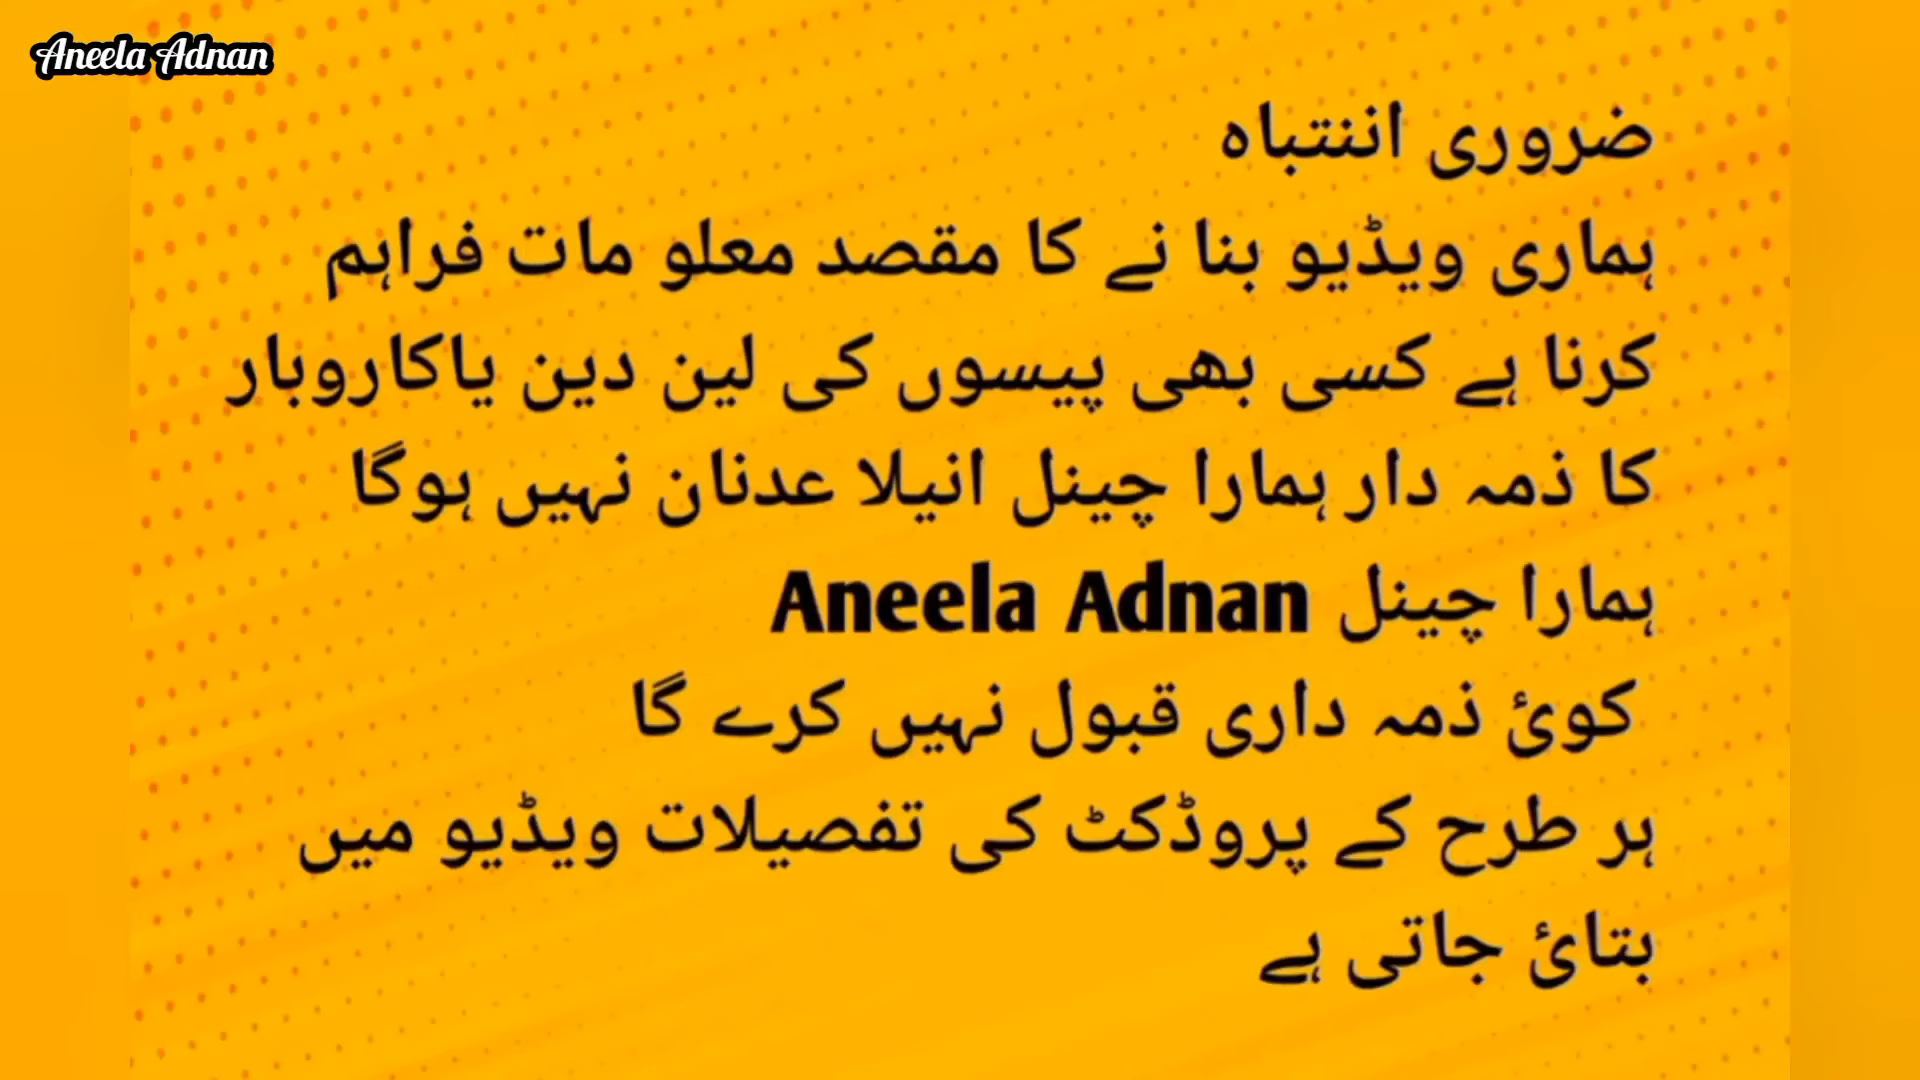 Aneela Adnan
ضروری اننتباہ
ہماری ویڈیو بنا نے کا مقصد معلو مات فراہم
کرنا ہے کسی بھی پیسوں کی لین دین یاکاروبار
کا ذمہ دار ہمارا چینل انیلا عدنان نہیں ہوگا
ہمارا چینل Aneela Adnan
کوئ ذمہ داری قبول نہیں کرے گا
ہر طرح کے پروڈکٹ کی تفصیلات ویڈیو میں
بتائ جاتی ہے